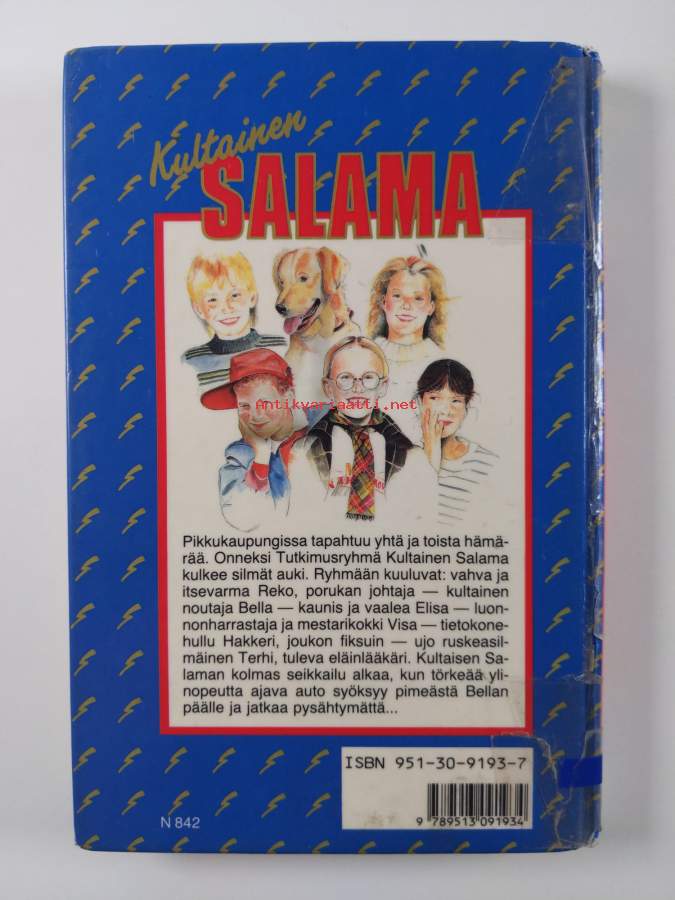 Kultainen
SALAMA
antikvariaatti.net
Pikkukaupungissa tapahtuu yhtä ja toista hämä-
rää. Onneksi Tutkimusryhmä Kultainen Salama
kulkee silmät auki. Ryhmään kuuluvat: vahva ja
itsevarma Reko, porukan johtaja — kultainen
noutaja Bella — kaunis ja vaalea Elisa — luon-
nonharrastaja ja mestarikokki Visa — tietokone-
hullu Hakkeri, joukon fiksuin — ujo ruskeasil-
mäinen Terhi, tuleva eläinlääkäri. Kultaisen Sa-
laman kolmas seikkailu alkaa, kun törkeää yli-
nopeutta ajava auto syöksyy pimeästä Bellan
päälle ja jatkaa pysähtymättä...
ISBN 951-30-9193-7
9 789513 091934
N 842